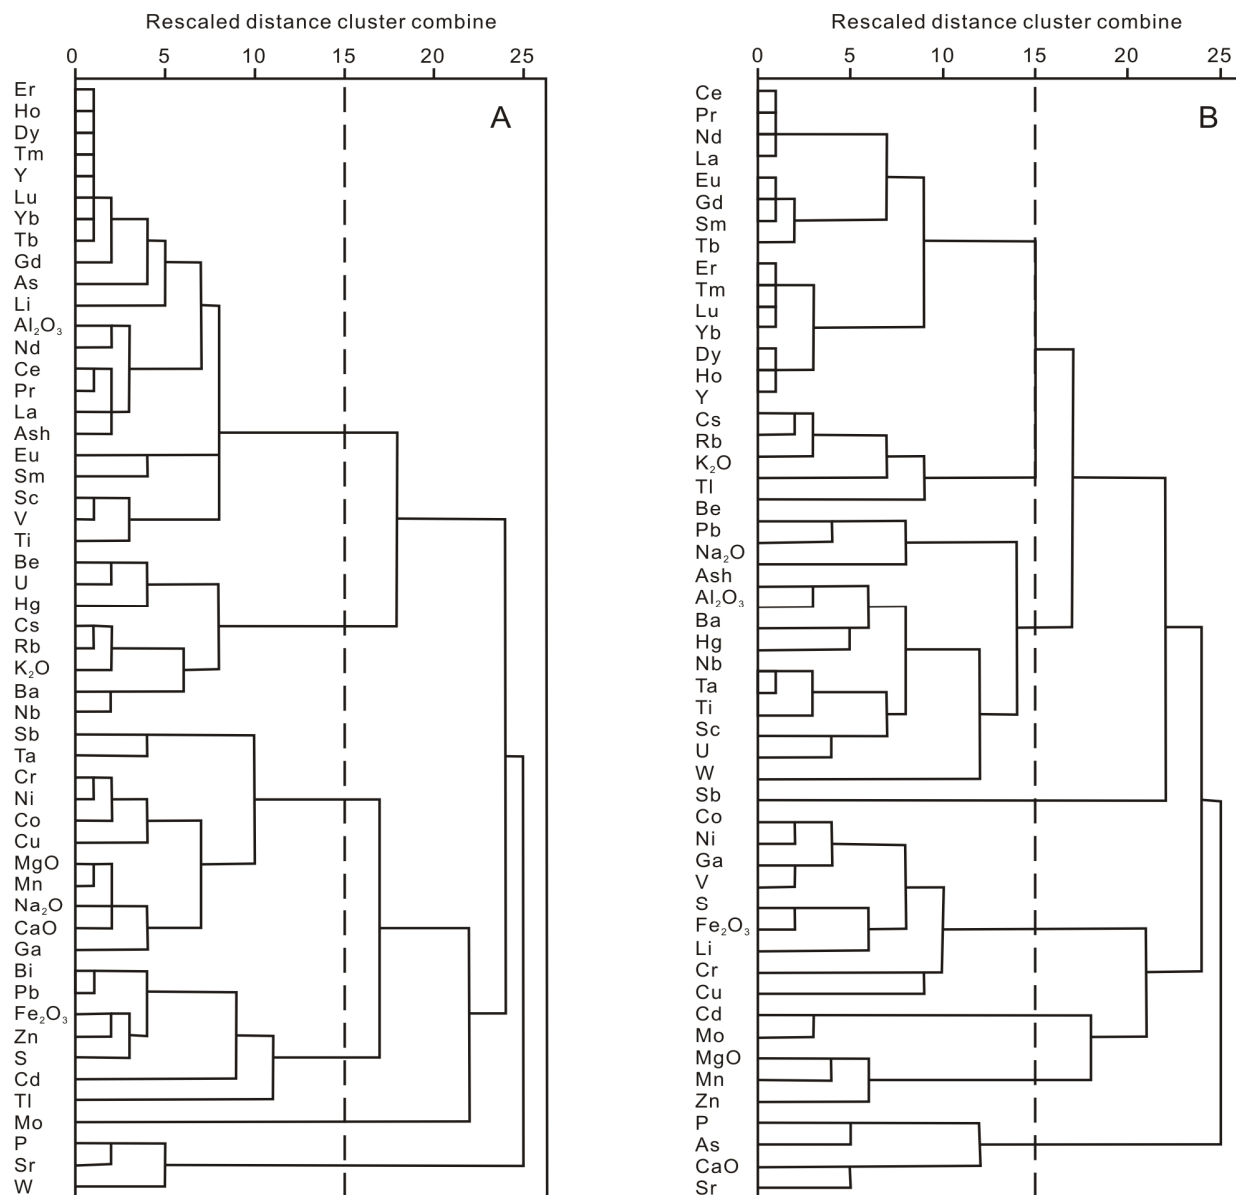 Rescaled distance cluster combine
0 5 10 15 20 25
A
Er
Ho
Dy
Tm
Y
Lu
Yb
Tb
Gd
As
Li
Al₂O₃
Nd
Ce
Pr
La
Ash
Eu
Sm
Sc
V
Ti
Be
U
Hg
Cs
Rb
K₂O
Ba
Nb
Sb
Ta
Cr
Ni
Co
Cu
MgO
Mn
Na₂O
CaO
Ga
Bi
Pb
Fe₂O₃
Zn
S
Cd
Tl
Mo
P
Sr
W
Rescaled distance cluster combine
0 5 10 15 20 25
B
Ce
Pr
Nd
La
Eu
Gd
Sm
Tb
Er
Tm
Lu
Yb
Dy
Ho
Y
Cs
Rb
K₂O
Tl
Be
Pb
Na₂O
Ash
Al₂O₃
Ba
Hg
Nb
Ta
Ti
Sc
U
W
Sb
Co
Ni
Ga
V
S
Fe₂O₃
Li
Cr
Cu
Cd
Mo
MgO
Mn
Zn
P
As
CaO
Sr